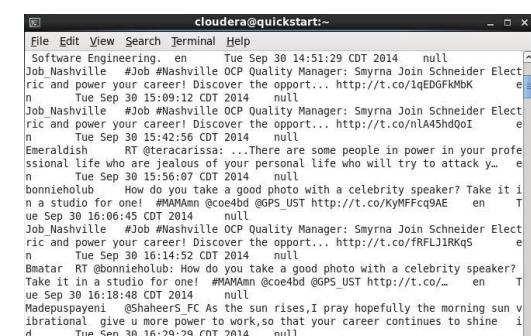 cloudera@quickstart:~
File Edit View Search Terminal Help
Software Engineering. en Tue Sep 30 14:51:29 CDT 2014 null
Job_Nashville #Job #Nashville OCP Quality Manager: Smyrna Join Schneider Elect
ric and power your career! Discover the opport... http://t.co/1qEDGFkMbK e
n Tue Sep 30 15:09:12 CDT 2014 null
Job_Nashville #Job #Nashville OCP Quality Manager: Smyrna Join Schneider Elect
ric and power your career! Discover the opport... http://t.co/nlA45hdQoI e
n Tue Sep 30 15:42:56 CDT 2014 null
Emeraldish RT @teracarissa: ...There are some people in power in your profe
ssional life who are jealous of your personal life who will try to attack y… e
n Tue Sep 30 15:56:07 CDT 2014 null
bonnieholub How do you take a good photo with a celebrity speaker? Take it i
n a studio for one! #MAMAmn @coe4bd @GPS_UST http://t.co/KyMFFcq9AE en T
ue Sep 30 16:06:45 CDT 2014 null
Job_Nashville #Job #Nashville OCP Quality Manager: Smyrna Join Schneider Elect
ric and power your career! Discover the opport... http://t.co/fRFLJ1RKqS e
n Tue Sep 30 16:14:52 CDT 2014 null
Bmatar RT @bonnieholub: How do you take a good photo with a celebrity speaker?
Take it in a studio for one! #MAMAmn @coe4bd @GPS_UST http://t.co/… en T
ue Sep 30 16:18:48 CDT 2014 null
Madepuspayeni @ShaheerS_FC As the sun rises,I pray hopefully the morning sun v
ibrational give u more power to work,so that your career continues to shine i
d Tue Sep 30 16:29:29 CDT 2014 null